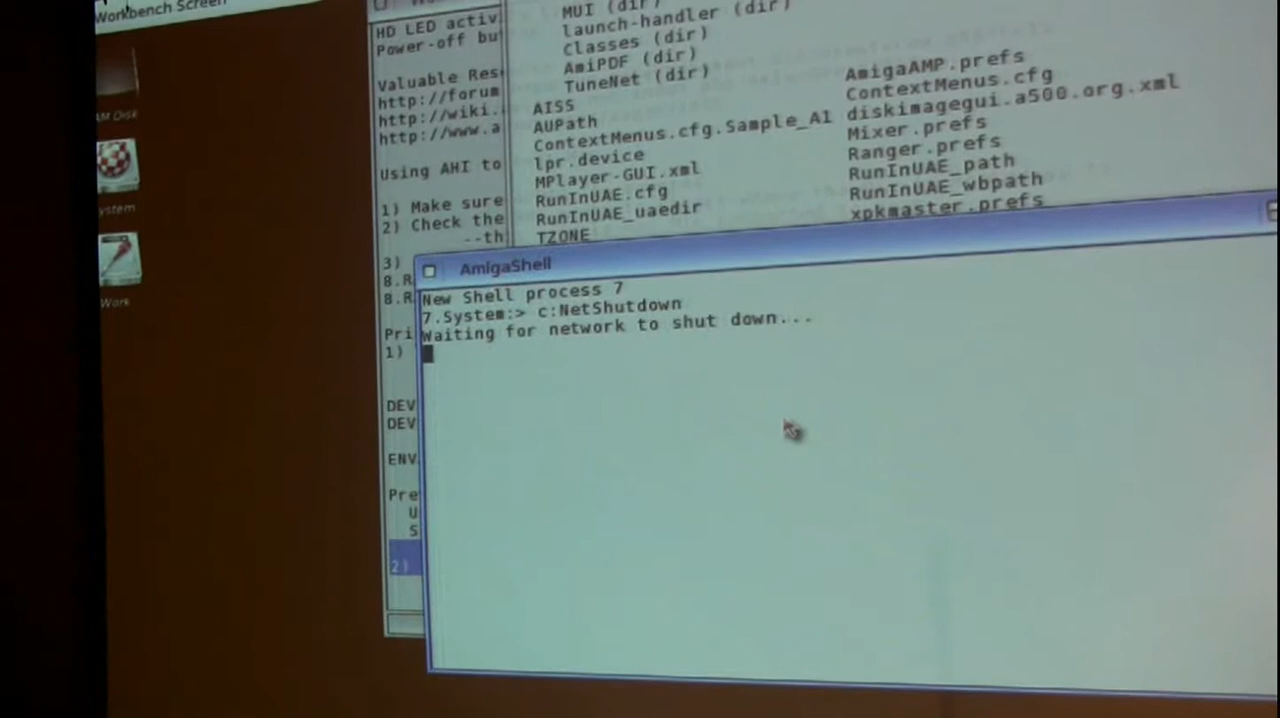 Workbench Screen
AM Disk
ystem
Work
HD LED activ
Power-off bu
Valuable Res
http://forum
http://wiki.
http://www.a
Using AHI to
1) Make sure
2) Check the
--th
3)
8.R
8.R
Pri
1)
DEV
DEV
ENV
Pre
U
S
2)
MUI (dir)
launch-handler (dir)
Classes (dir)
AmiPDF (dir)
TuneNet (dir)
AISS
AUPath
ContextMenus.cfg.Sample_A1
lpr.device
MPlayer-GUI.xml
RunInUAE.cfg
RunInUAE_uaedir
TZONE
AmigaAMP.prefs
ContextMenus.cfg
diskimagegui.a500.org.xml
Mixer.prefs
Ranger.prefs
RunInUAE_path
RunInUAE_wbpath
xpkmaster.prefs
AmigaShell
New Shell process 7
7.System:> c:NetShutdown
Waiting for network to shut down...